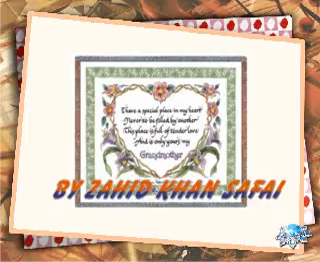 I have a special place in my heart
Never to be filled by another
This place is full of tender love
And is only yours my
Grandmother
BY ZAHID KHAN SAFAI